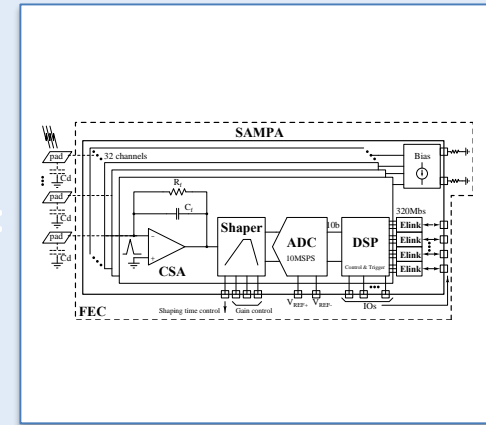 SAMPA
pad
32 channels
Cd
Bias
Rf
pad
Cf
Cd
320Mbs
Shaper
Elink
pad
10b
ADC
DSP
Elink
Elink
10MSPS
Control & Trigger
Elink
Cd
CSA
FEC
Shaping time control
Gain control
VREF+
VREF-
IOs